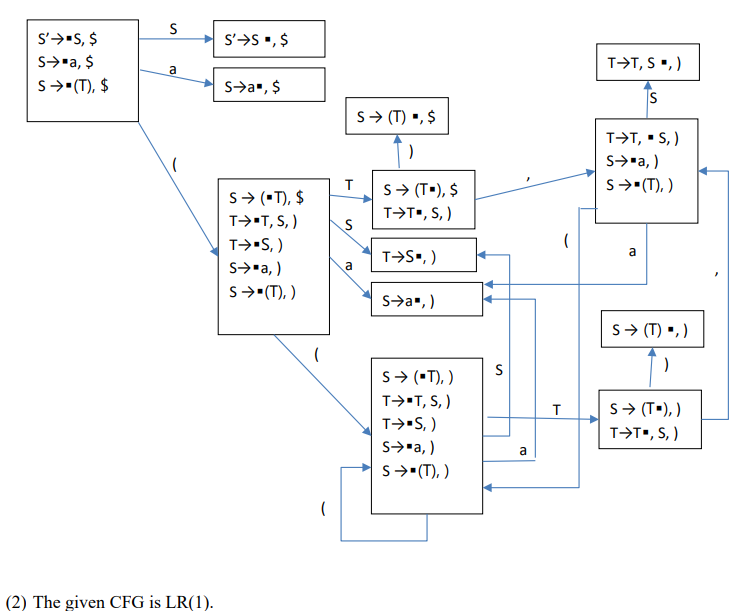 S'→▪S, $
S→▪a, $
S →▪(T), $
S
S'→S ▪, $
a
S→a▪, $
(
T→T, S ▪, )
S
S → (T) ▪, $
)
T→T, ▪ S, )
S→▪a, )
S →▪(T), )
S → (▪T), $
T→▪T, S, )
T→▪S, )
S→▪a, )
S →▪(T), )
T
S → (T▪), $
T→T▪, S, )
,
S
T→S▪, )
a
S→a▪, )
(
a
,
S → (T) ▪, )
)
(
S → (▪T), )
T→▪T, S, )
T→▪S, )
S→▪a, )
S →▪(T), )
S
T
a
S → (T▪), )
T→T▪, S, )
(
(2) The given CFG is LR(1).